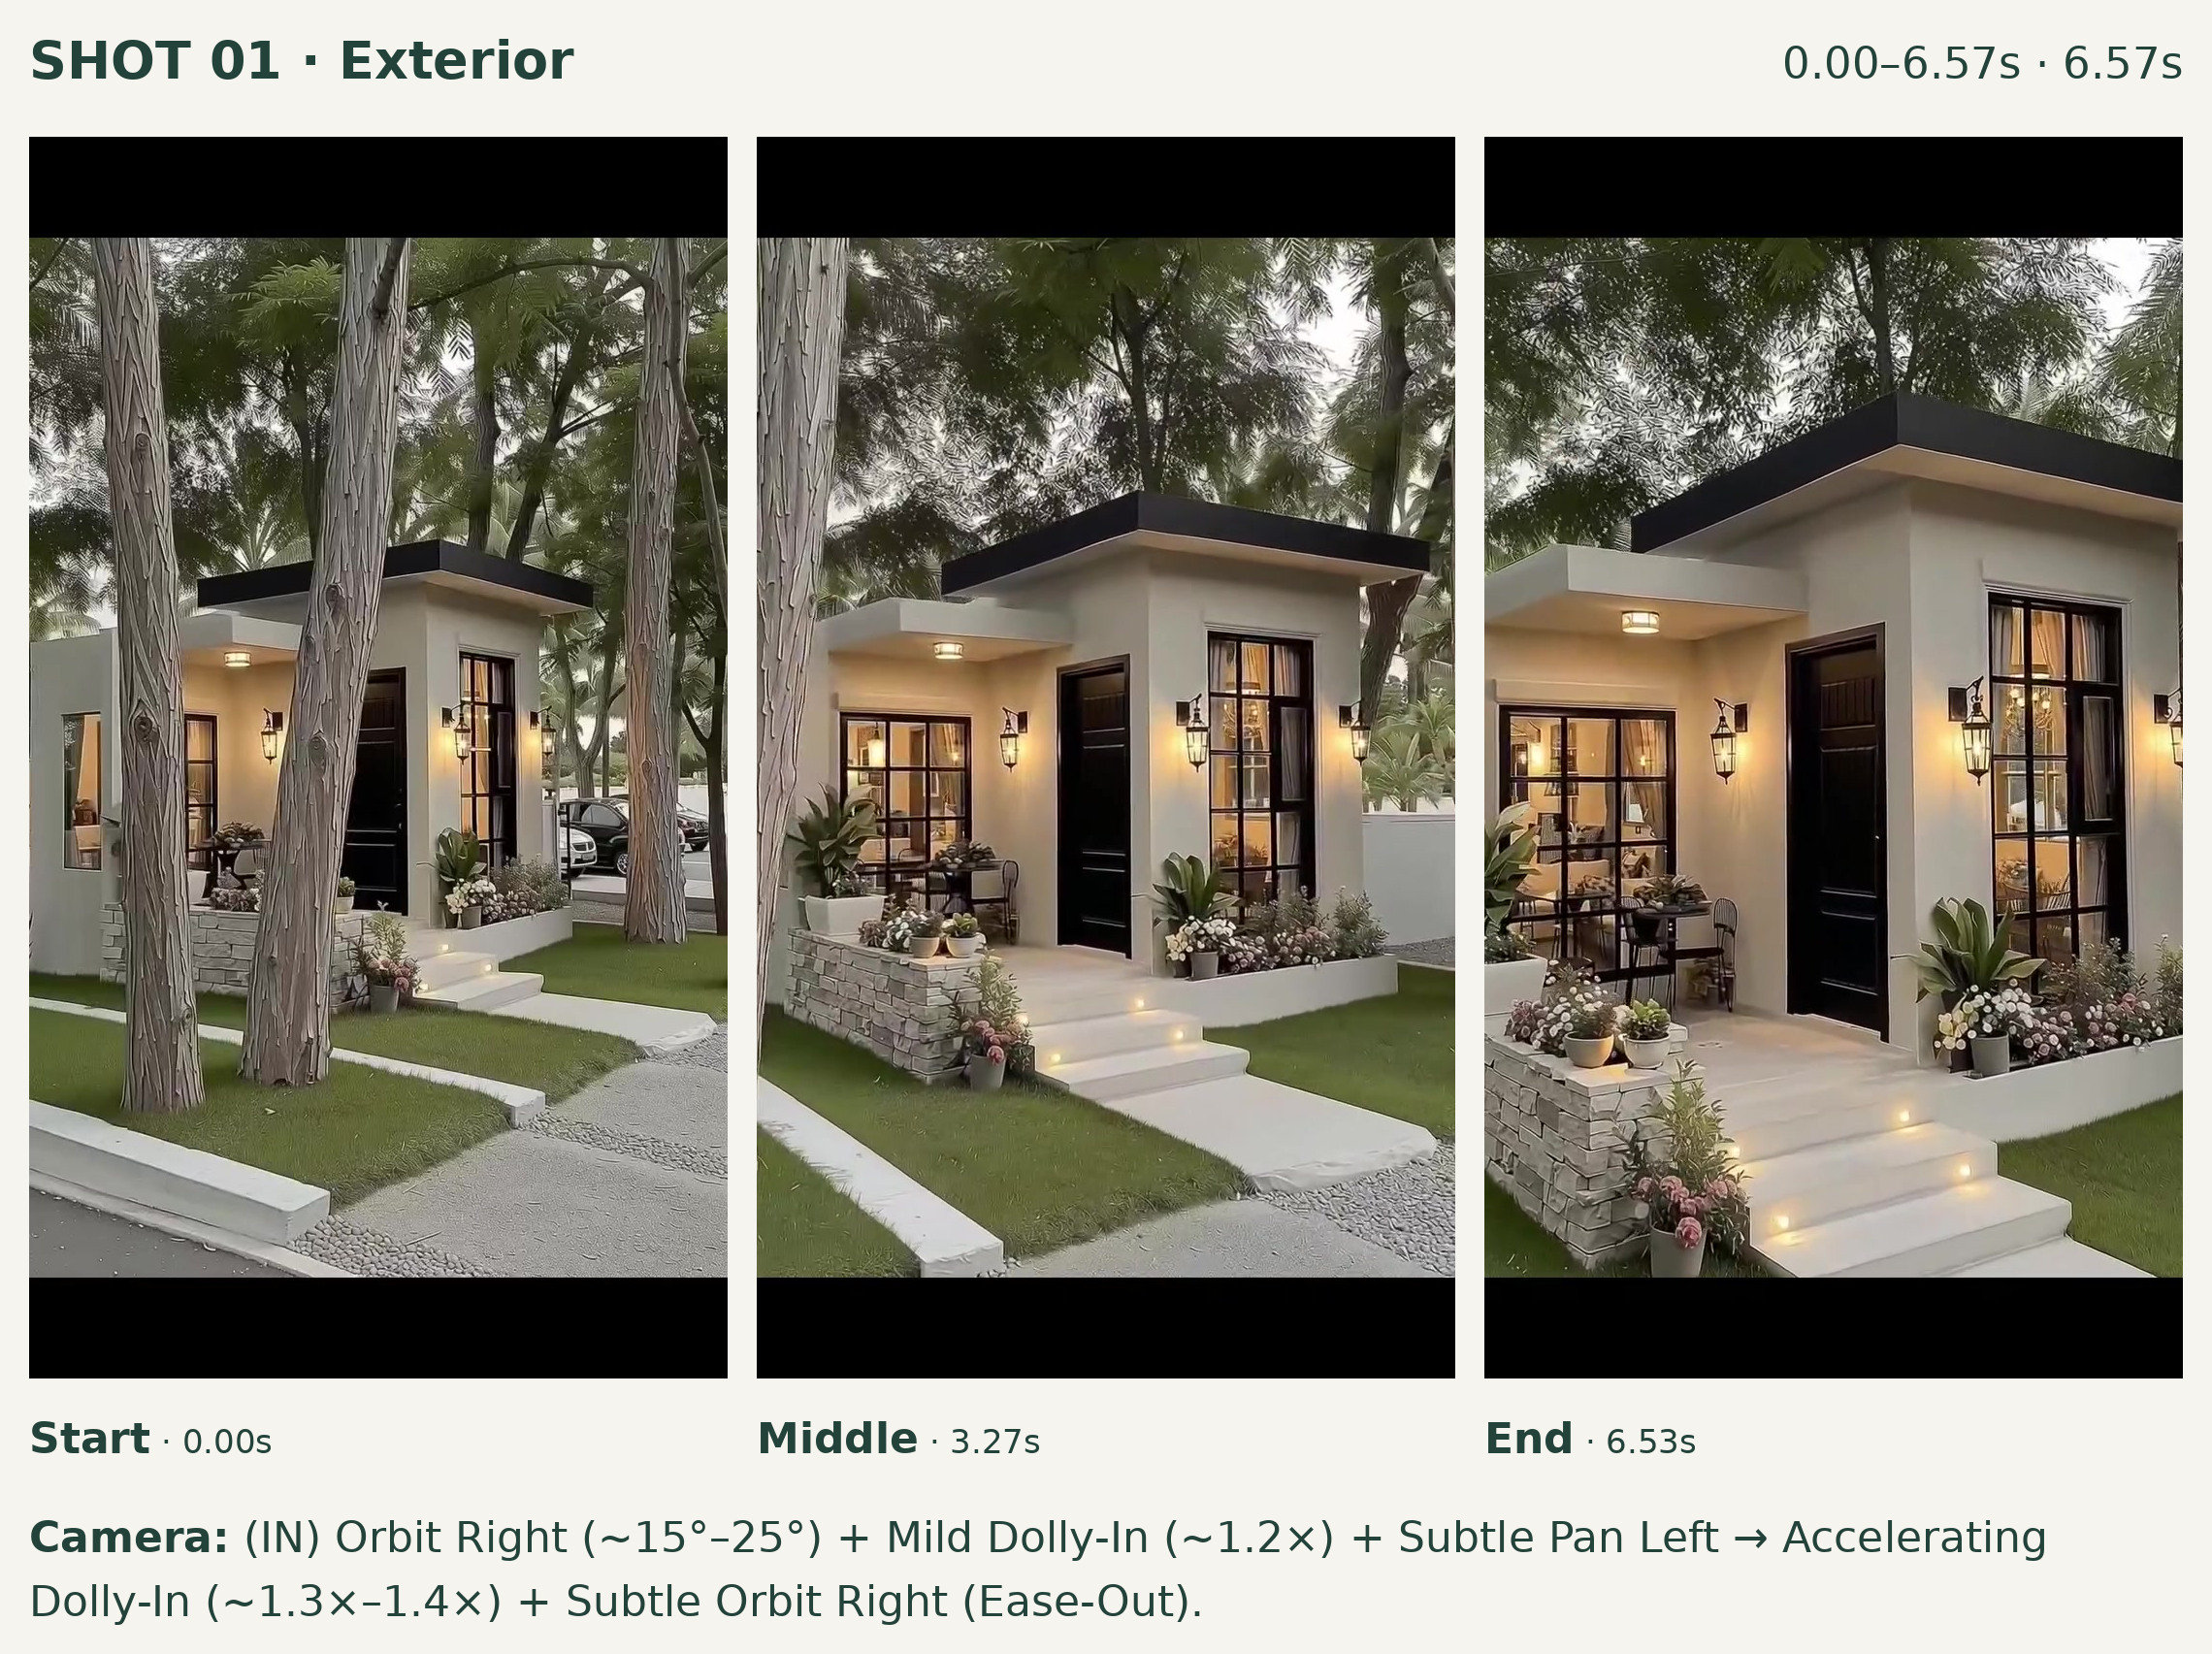 SHOT 01 · Exterior
0.00–6.57s · 6.57s
Start · 0.00s
Middle · 3.27s
End · 6.53s
Camera: (IN) Orbit Right (~15°–25°) + Mild Dolly-In (~1.2×) + Subtle Pan Left → Accelerating
Dolly-In (~1.3×–1.4×) + Subtle Orbit Right (Ease-Out).